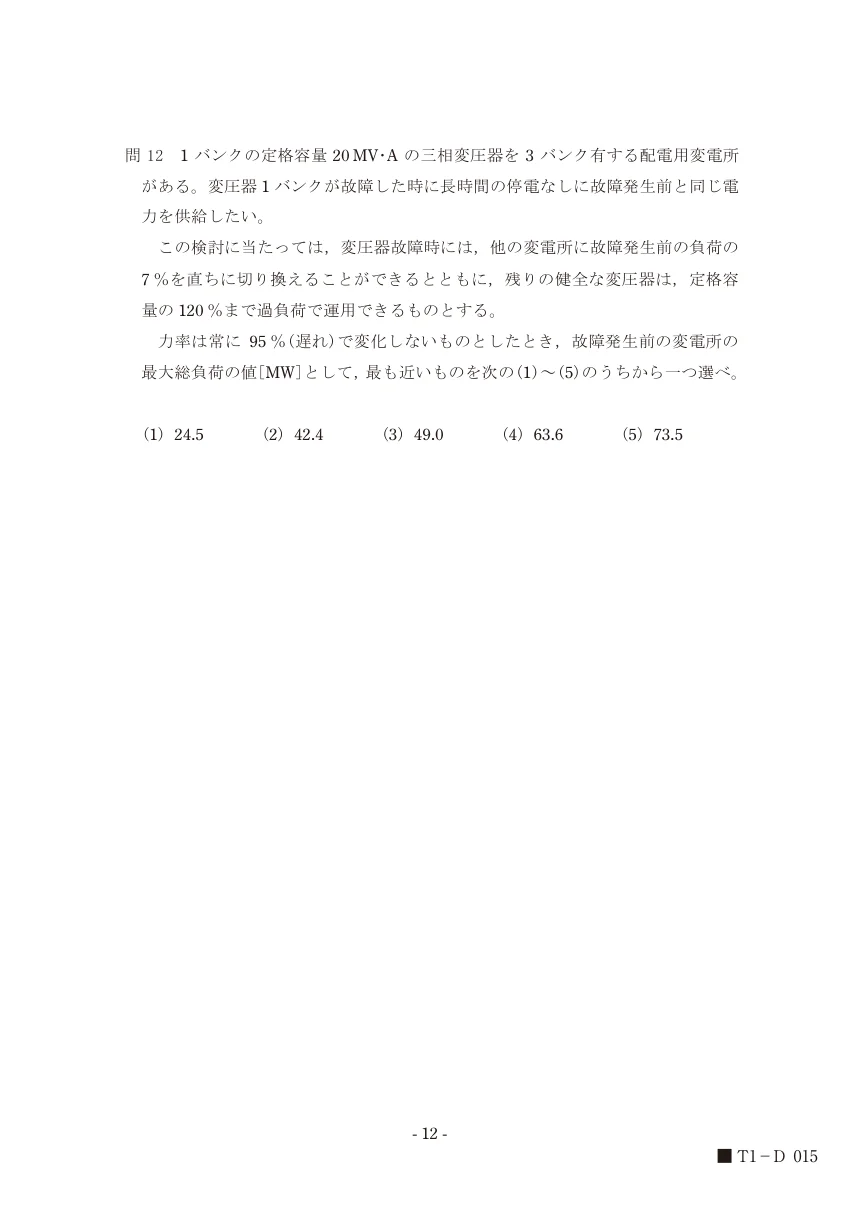 問 12　1 バンクの定格容量 20 MV･A の三相変圧器を 3 バンク有する配電用変電所
がある。変圧器 1 バンクが故障した時に長時間の停電なしに故障発生前と同じ電
力を供給したい。
この検討に当たっては，変圧器故障時には，他の変電所に故障発生前の負荷の
7 %を直ちに切り換えることができるとともに，残りの健全な変圧器は，定格容
量の 120 %まで過負荷で運用できるものとする。
力率は常に 95 %(遅れ)で変化しないものとしたとき，故障発生前の変電所の
最大総負荷の値[MW]として，最も近いものを次の(1)～(5)のうちから一つ選べ。
(1) 24.5　(2) 42.4　(3) 49.0　(4) 63.6　(5) 73.5
- 12 -
■ T1－D 015